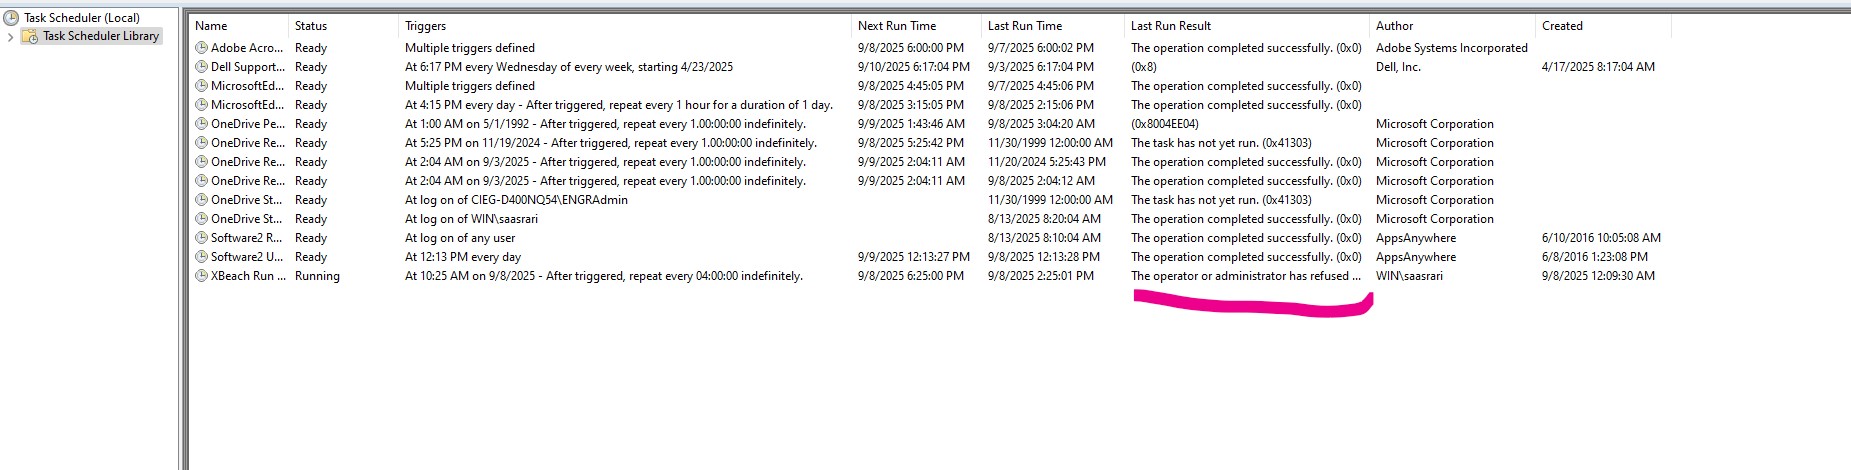 Task Scheduler (Local)
Task Scheduler Library
Name Status Triggers Next Run Time Last Run Time Last Run Result Author Created
Adobe Acro... Ready Multiple triggers defined 9/8/2025 6:00:00 PM 9/7/2025 6:00:02 PM The operation completed successfully. (0x0) Adobe Systems Incorporated
Dell Support... Ready At 6:17 PM every Wednesday of every week, starting 4/23/2025 9/10/2025 6:17:04 PM 9/3/2025 6:17:04 PM (0x8) Dell, Inc. 4/17/2025 8:17:04 AM
MicrosoftEd... Ready Multiple triggers defined 9/8/2025 4:45:05 PM 9/7/2025 4:45:06 PM The operation completed successfully. (0x0)
MicrosoftEd... Ready At 4:15 PM every day - After triggered, repeat every 1 hour for a duration of 1 day. 9/8/2025 3:15:05 PM 9/8/2025 2:15:06 PM The operation completed successfully. (0x0)
OneDrive Pe... Ready At 1:00 AM on 5/1/1992 - After triggered, repeat every 1.00:00:00 indefinitely. 9/9/2025 1:43:46 AM 9/8/2025 3:04:20 AM (0x8004EE04) Microsoft Corporation
OneDrive Re... Ready At 5:25 PM on 11/19/2024 - After triggered, repeat every 1.00:00:00 indefinitely. 9/8/2025 5:25:42 PM 11/30/1999 12:00:00 AM The task has not yet run. (0x41303) Microsoft Corporation
OneDrive Re... Ready At 2:04 AM on 9/3/2025 - After triggered, repeat every 1.00:00:00 indefinitely. 9/9/2025 2:04:11 AM 11/20/2024 5:25:43 PM The operation completed successfully. (0x0) Microsoft Corporation
OneDrive Re... Ready At 2:04 AM on 9/3/2025 - After triggered, repeat every 1.00:00:00 indefinitely. 9/9/2025 2:04:11 AM 9/8/2025 2:04:12 AM The operation completed successfully. (0x0) Microsoft Corporation
OneDrive St... Ready At log on of CIEG-D400NQ54\ENGRAdmin 11/30/1999 12:00:00 AM The task has not yet run. (0x41303) Microsoft Corporation
OneDrive St... Ready At log on of WIN\saasrari 8/13/2025 8:20:04 AM The operation completed successfully. (0x0) Microsoft Corporation
Software2 R... Ready At log on of any user 8/13/2025 8:10:04 AM The operation completed successfully. (0x0) AppsAnywhere 6/10/2016 10:05:08 AM
Software2 U... Ready At 12:13 PM every day 9/9/2025 12:13:27 PM 9/8/2025 12:13:28 PM The operation completed successfully. (0x0) AppsAnywhere 6/8/2016 1:23:08 PM
XBeach Run ... Running At 10:25 AM on 9/8/2025 - After triggered, repeat every 04:00:00 indefinitely. 9/8/2025 6:25:00 PM 9/8/2025 2:25:01 PM The operator or administrator has refused ... WIN\saasrari 9/8/2025 12:09:30 AM